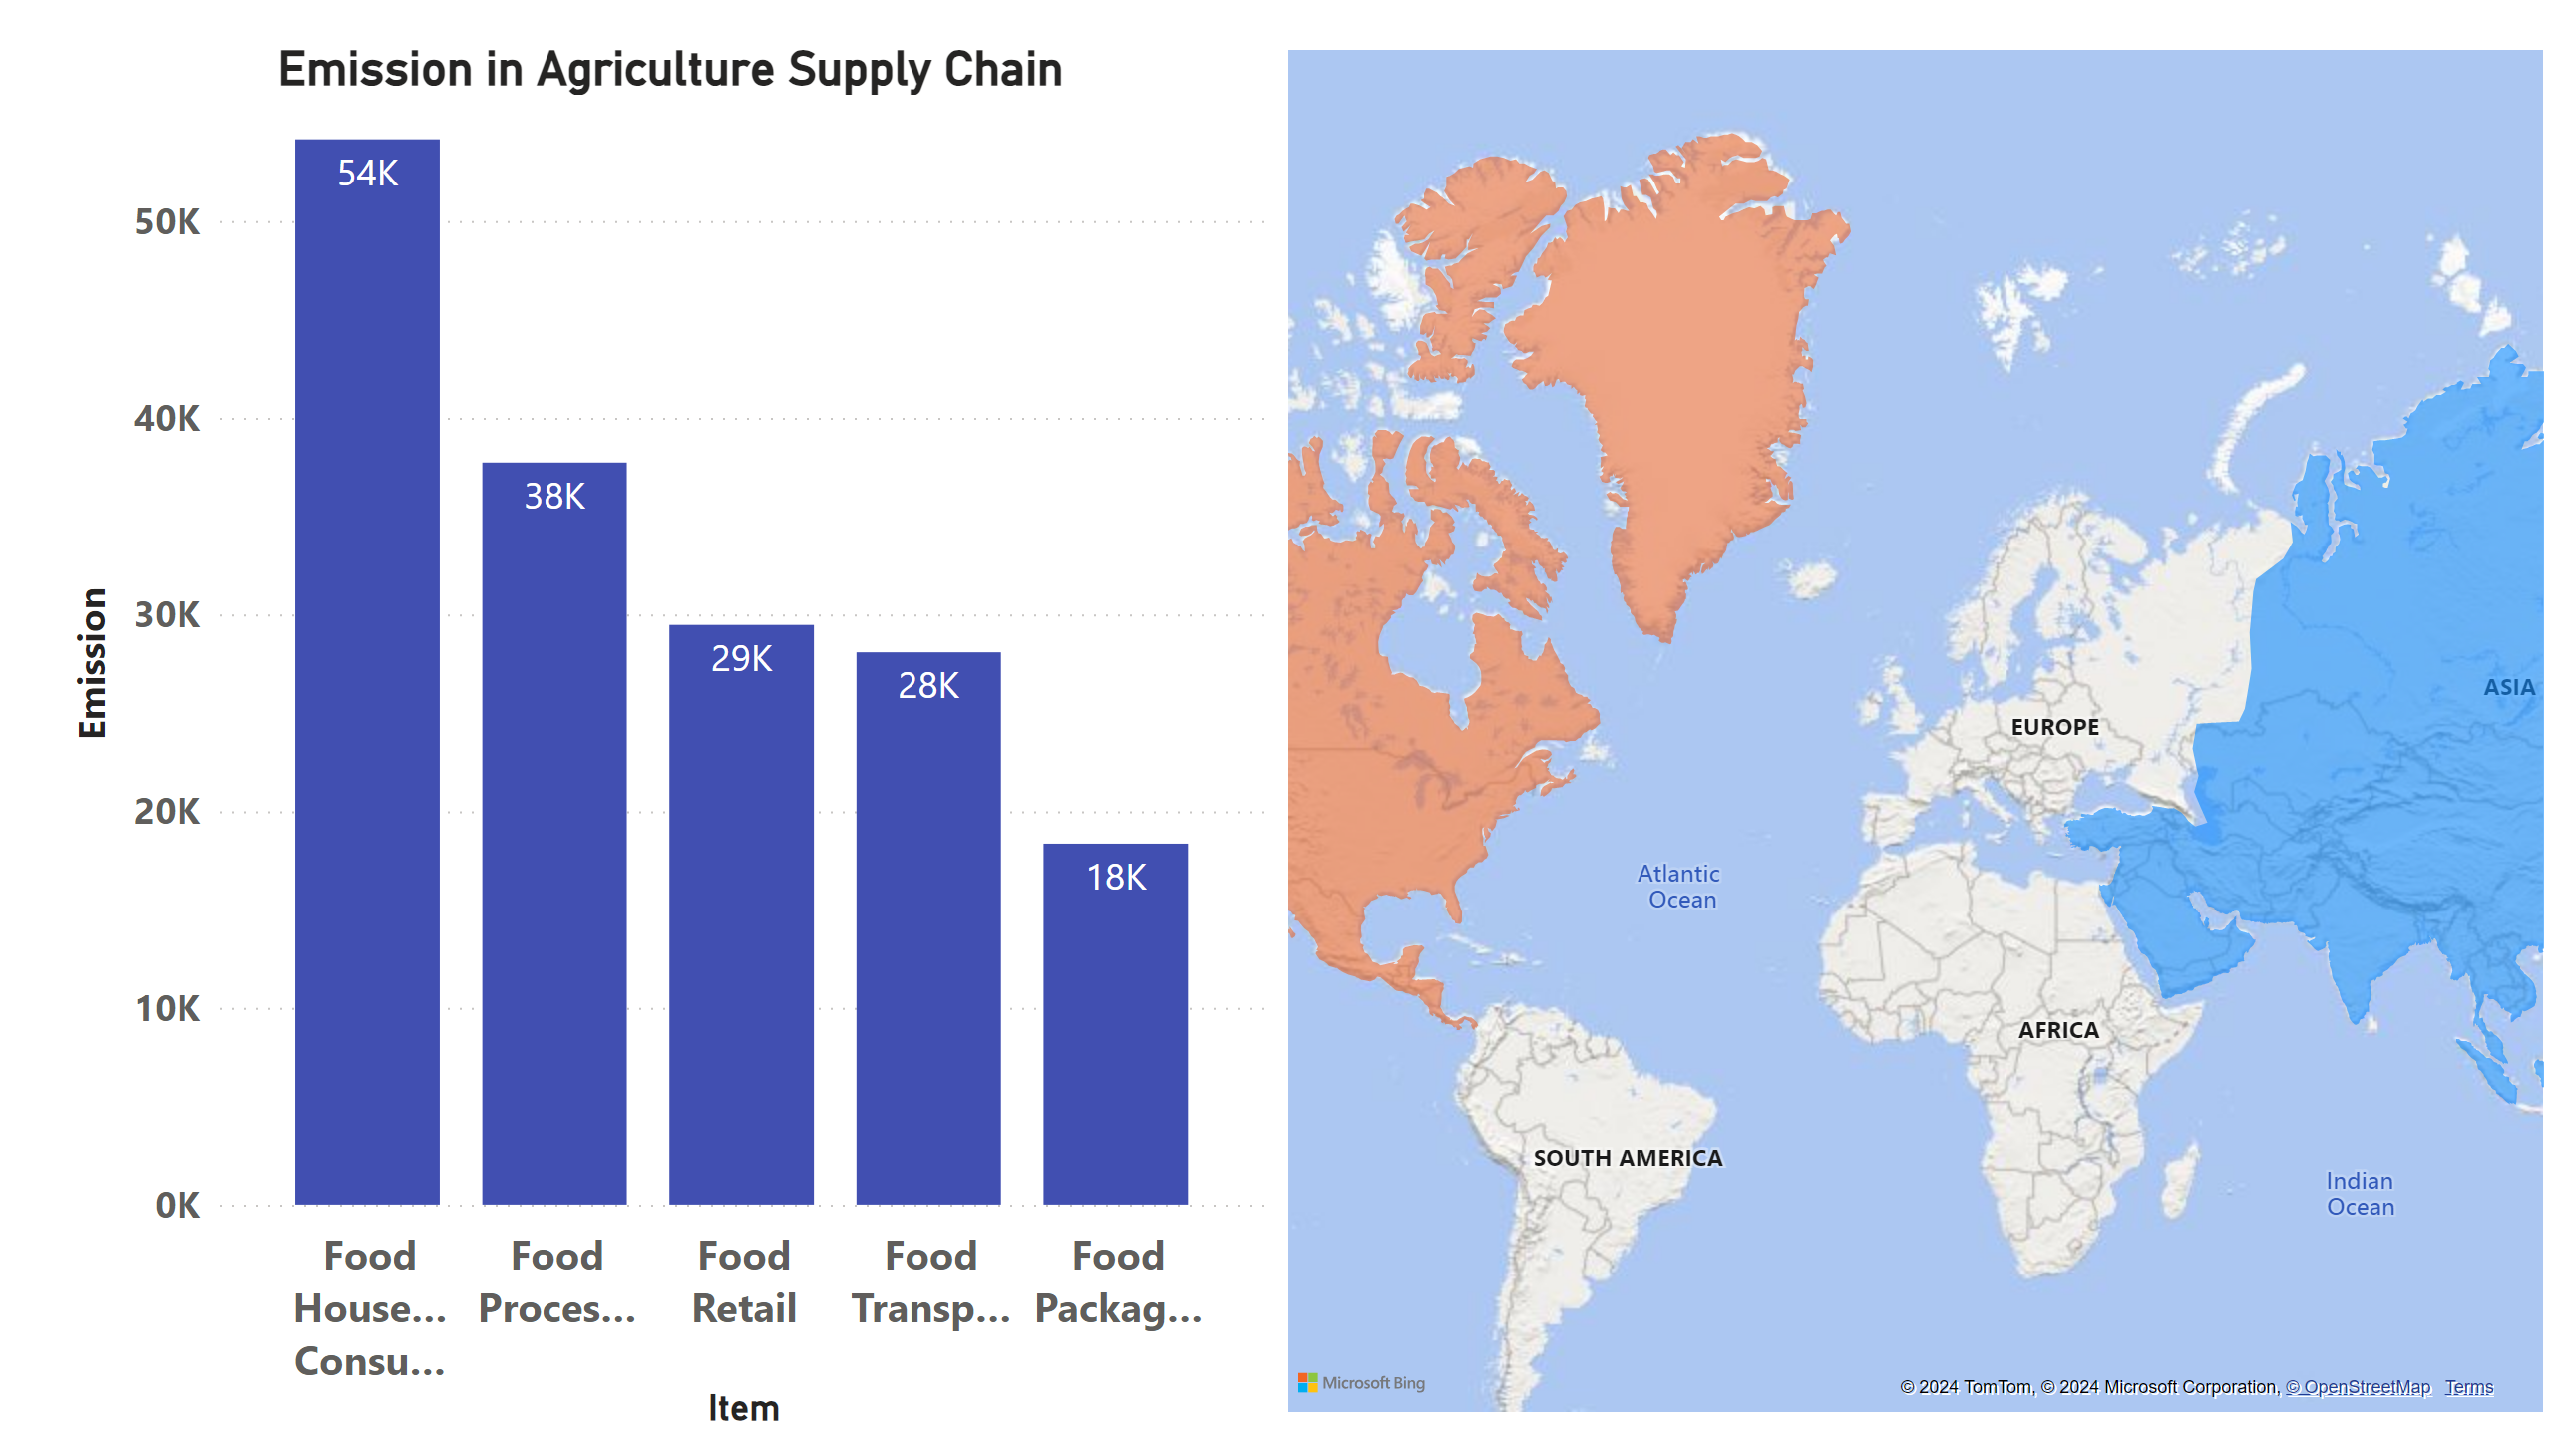 Emission in Agriculture Supply Chain
54K
50K
40K
38K
30K
29K
28K
20K
18K
10K
0K
Emission
Food House... Consu...
Food Proces...
Food Retail
Food Transp...
Food Packag...
Item
ASIA
EUROPE
Atlantic
Ocean
AFRICA
SOUTH AMERICA
Indian
Ocean
Microsoft Bing
© 2024 TomTom, © 2024 Microsoft Corporation, © OpenStreetMap Terms